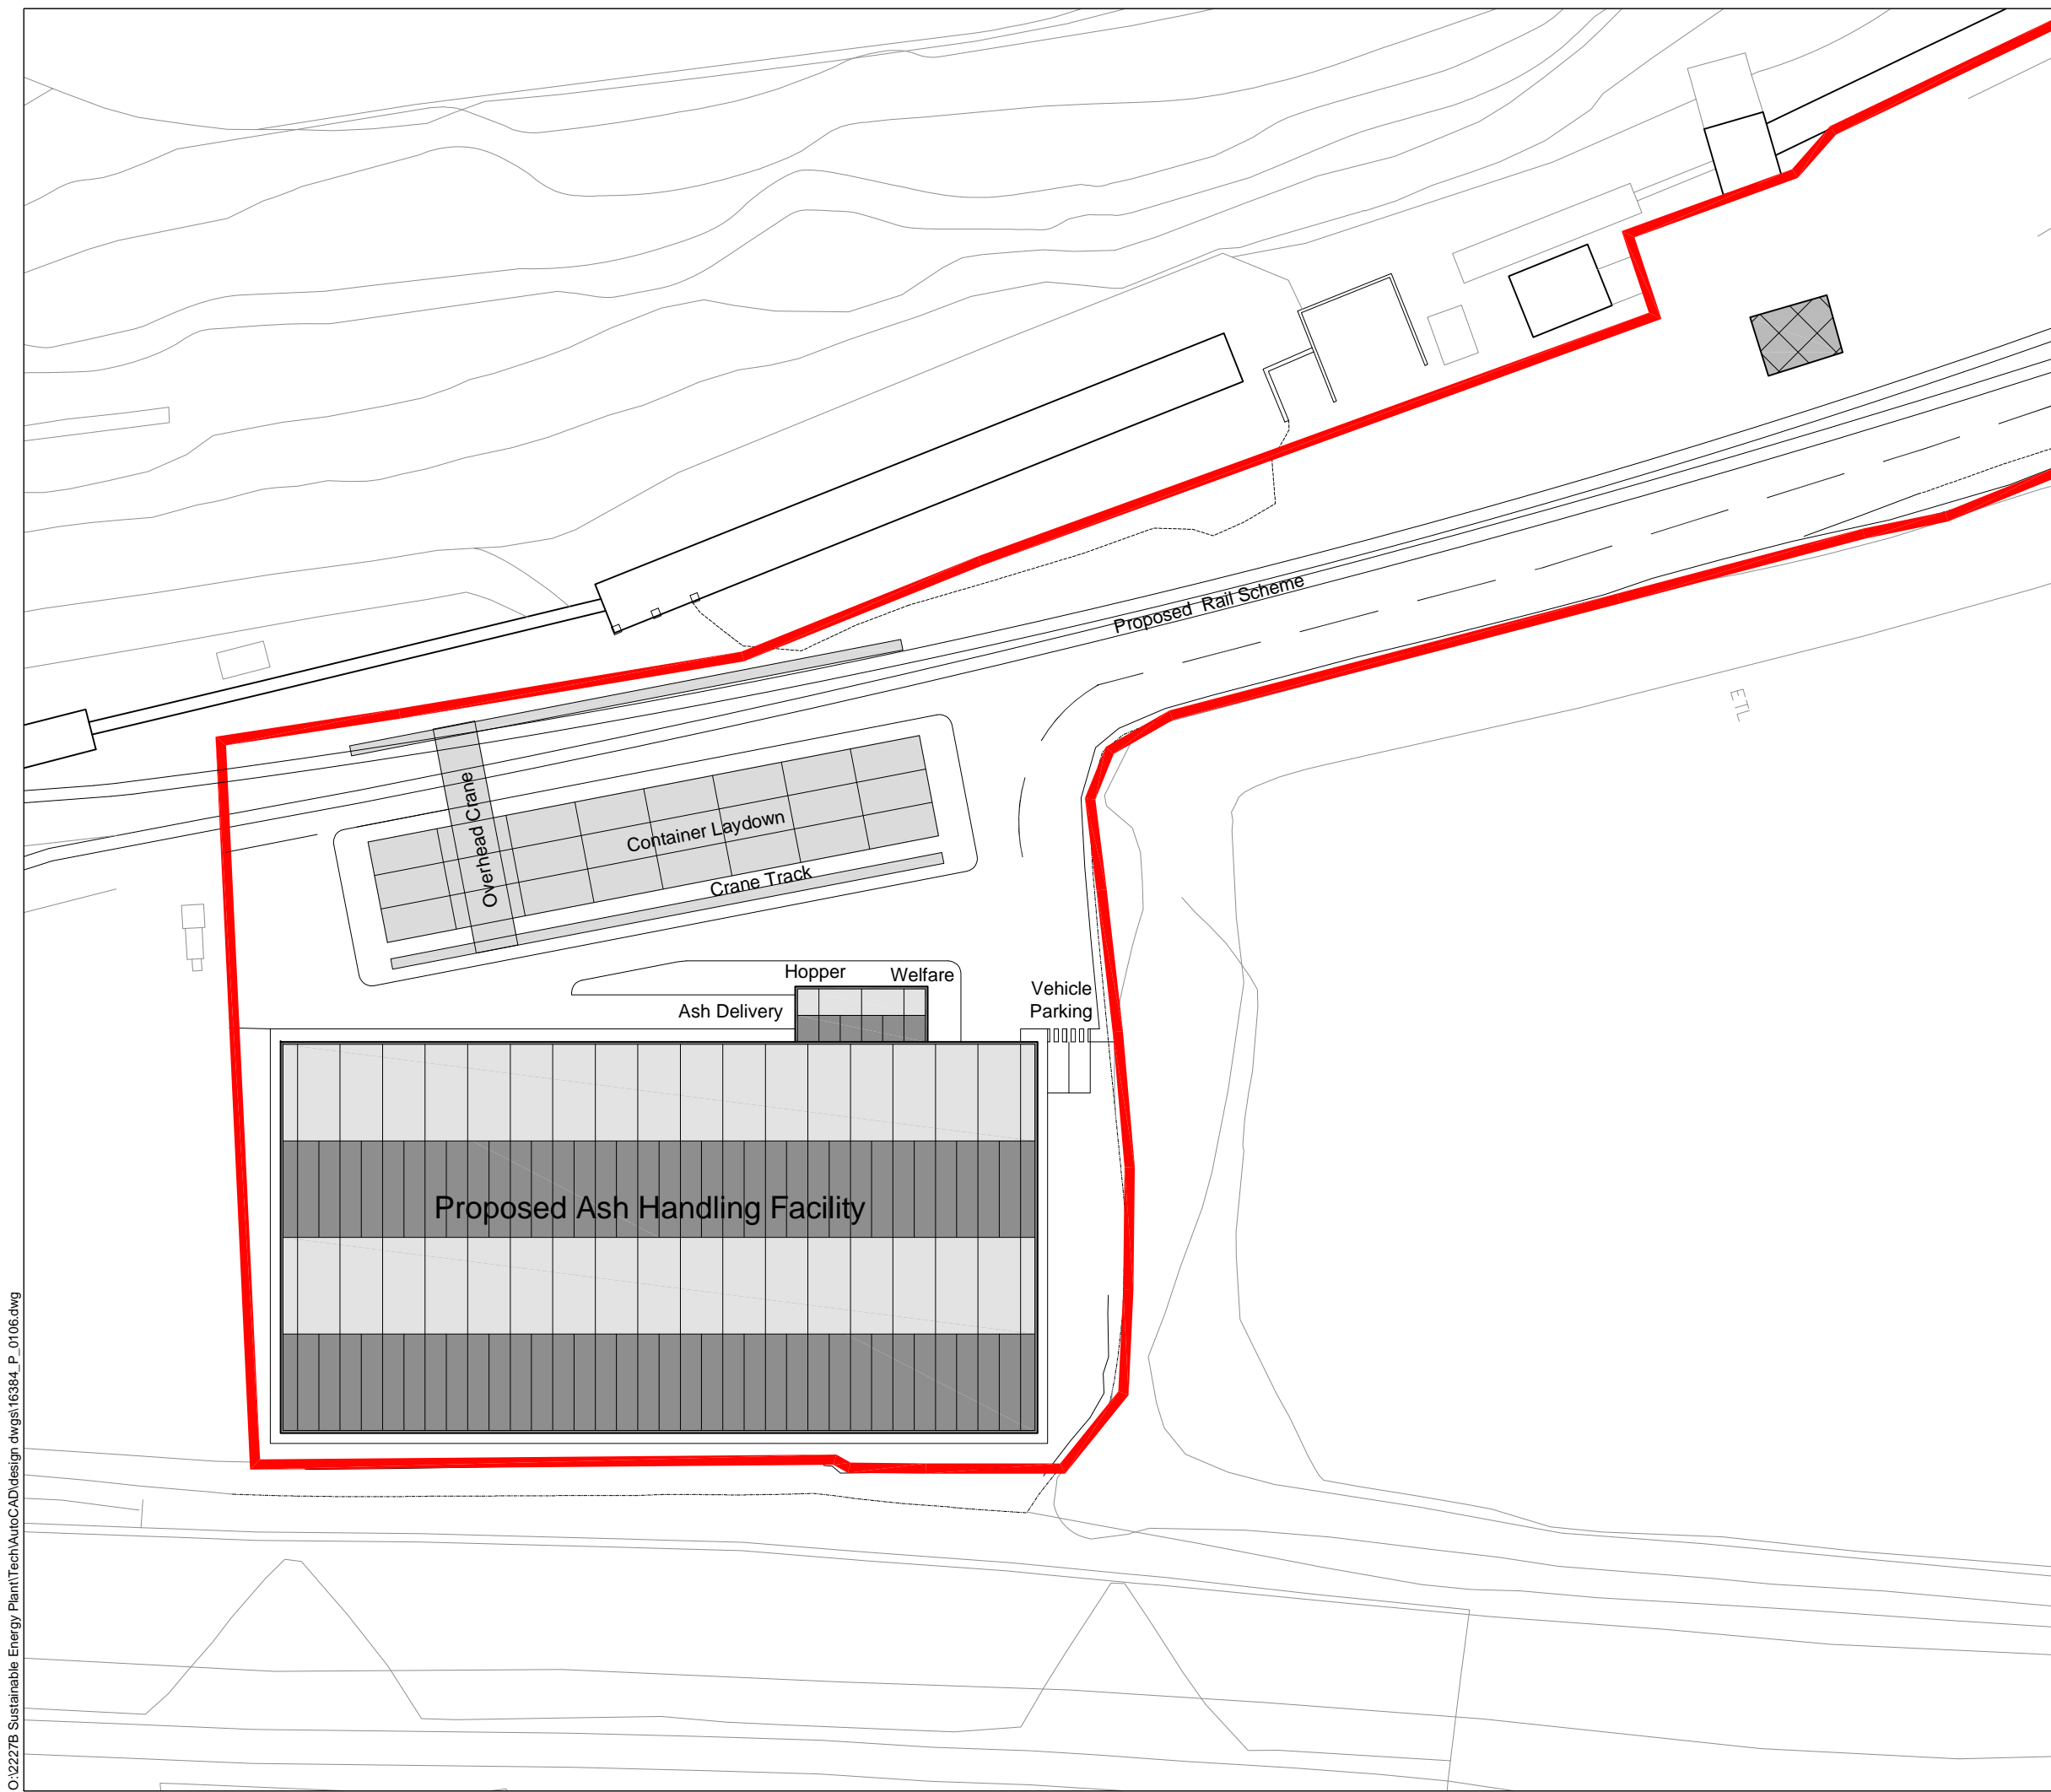 Proposed Rail Scheme
Overhead Crane
Container Laydown
Crane Track
Hopper
Welfare
Vehicle
Parking
Ash Delivery
Proposed Ash Handling Facility
O:\2227B Sustainable Energy Plant\Tech\AutoCAD\design dwgs\16384_P_0106.dwg